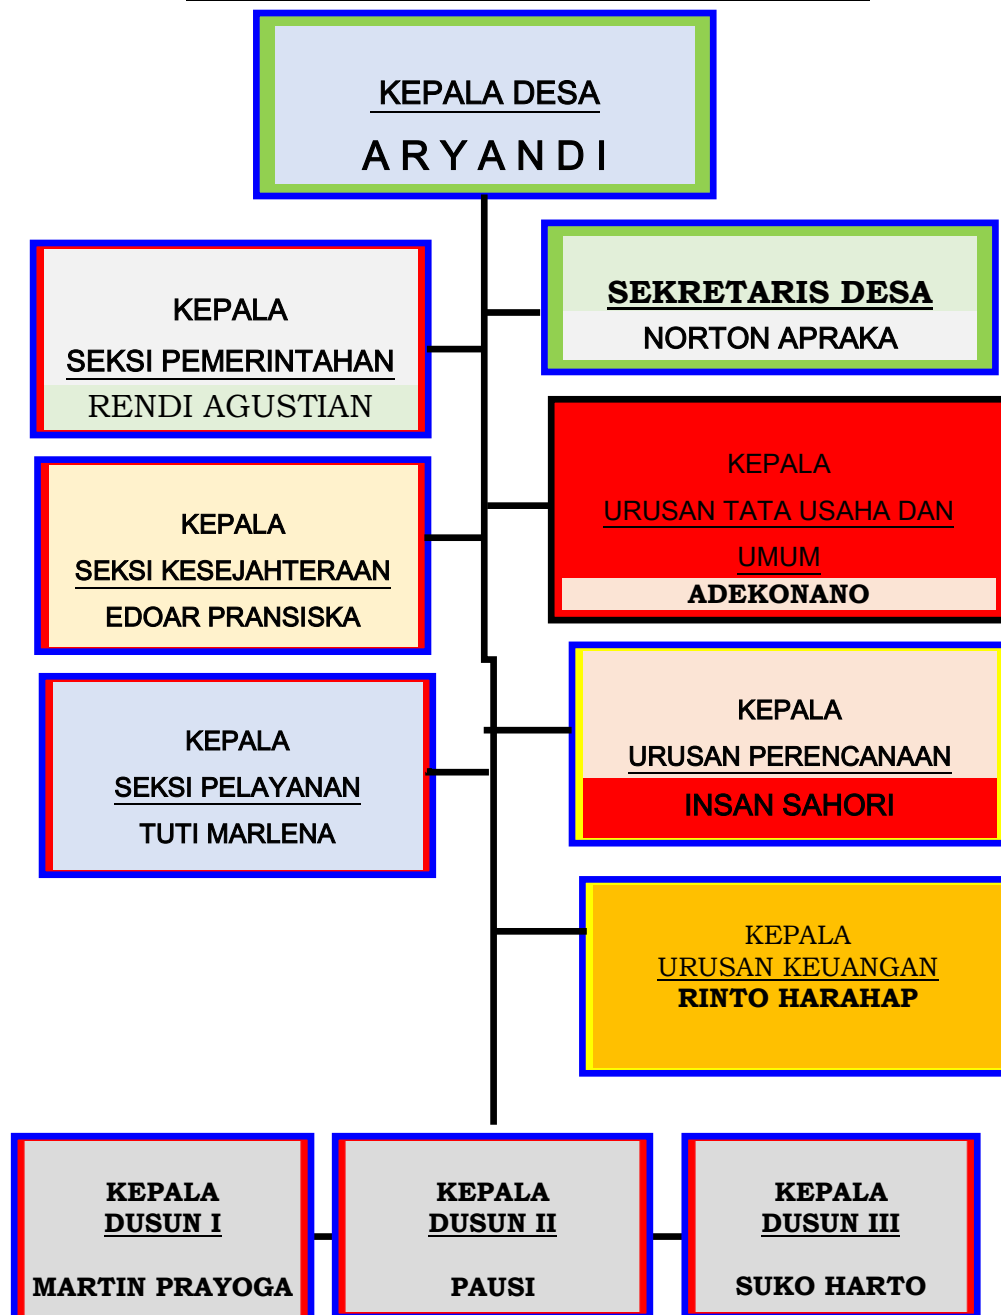 KEPALA DESA
A R Y A N D I
KEPALA
SEKSI PEMERINTAHAN
RENDI AGUSTIAN
SEKRETARIS DESA
NORTON APRAKA
KEPALA
URUSAN TATA USAHA DAN
UMUM
ADEKONANO
KEPALA
SEKSI KESEJAHTERAAN
EDOAR PRANSISKA
KEPALA
URUSAN PERENCANAAN
INSAN SAHORI
KEPALA
SEKSI PELAYANAN
TUTI MARLENA
KEPALA
URUSAN KEUANGAN
RINTO HARAHAP
KEPALA
DUSUN I
MARTIN PRAYOGA
KEPALA
DUSUN II
PAUSI
KEPALA
DUSUN III
SUKO HARTO